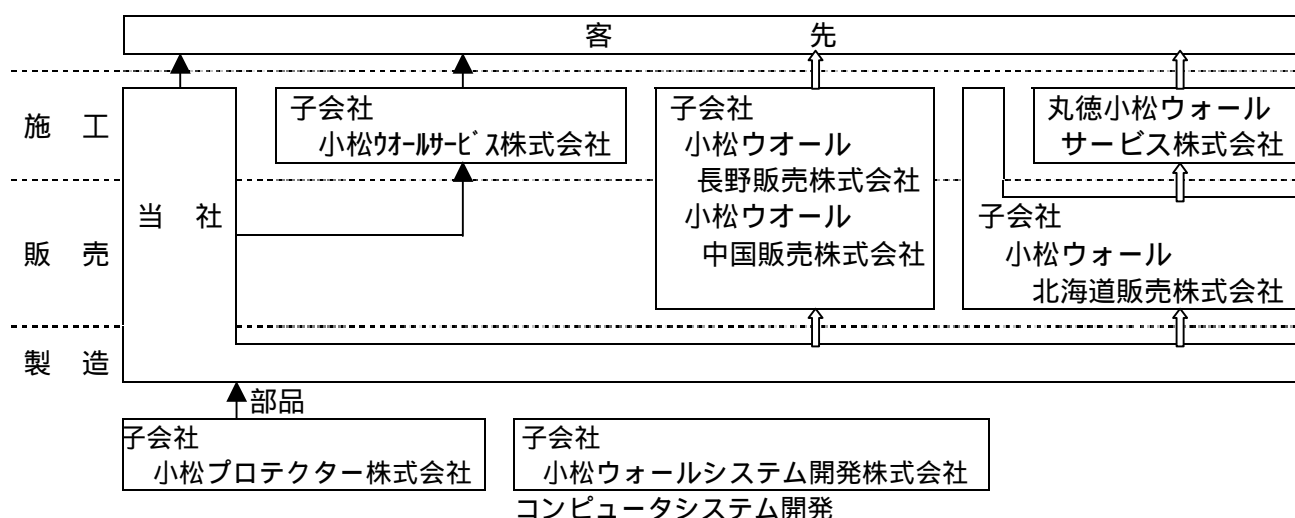 客　先
施　工
子会社
小松ｳｵｰﾙｻｰﾋﾞｽ株式会社
子会社
小松ウオール
長野販売株式会社
小松ウオール
中国販売株式会社
丸徳小松ウォール
サービス株式会社
販　売
当　社
子会社
小松ウォール
北海道販売株式会社
製　造
部品
子会社
小松プロテクター株式会社
子会社
小松ウォールシステム開発株式会社
コンピュータシステム開発